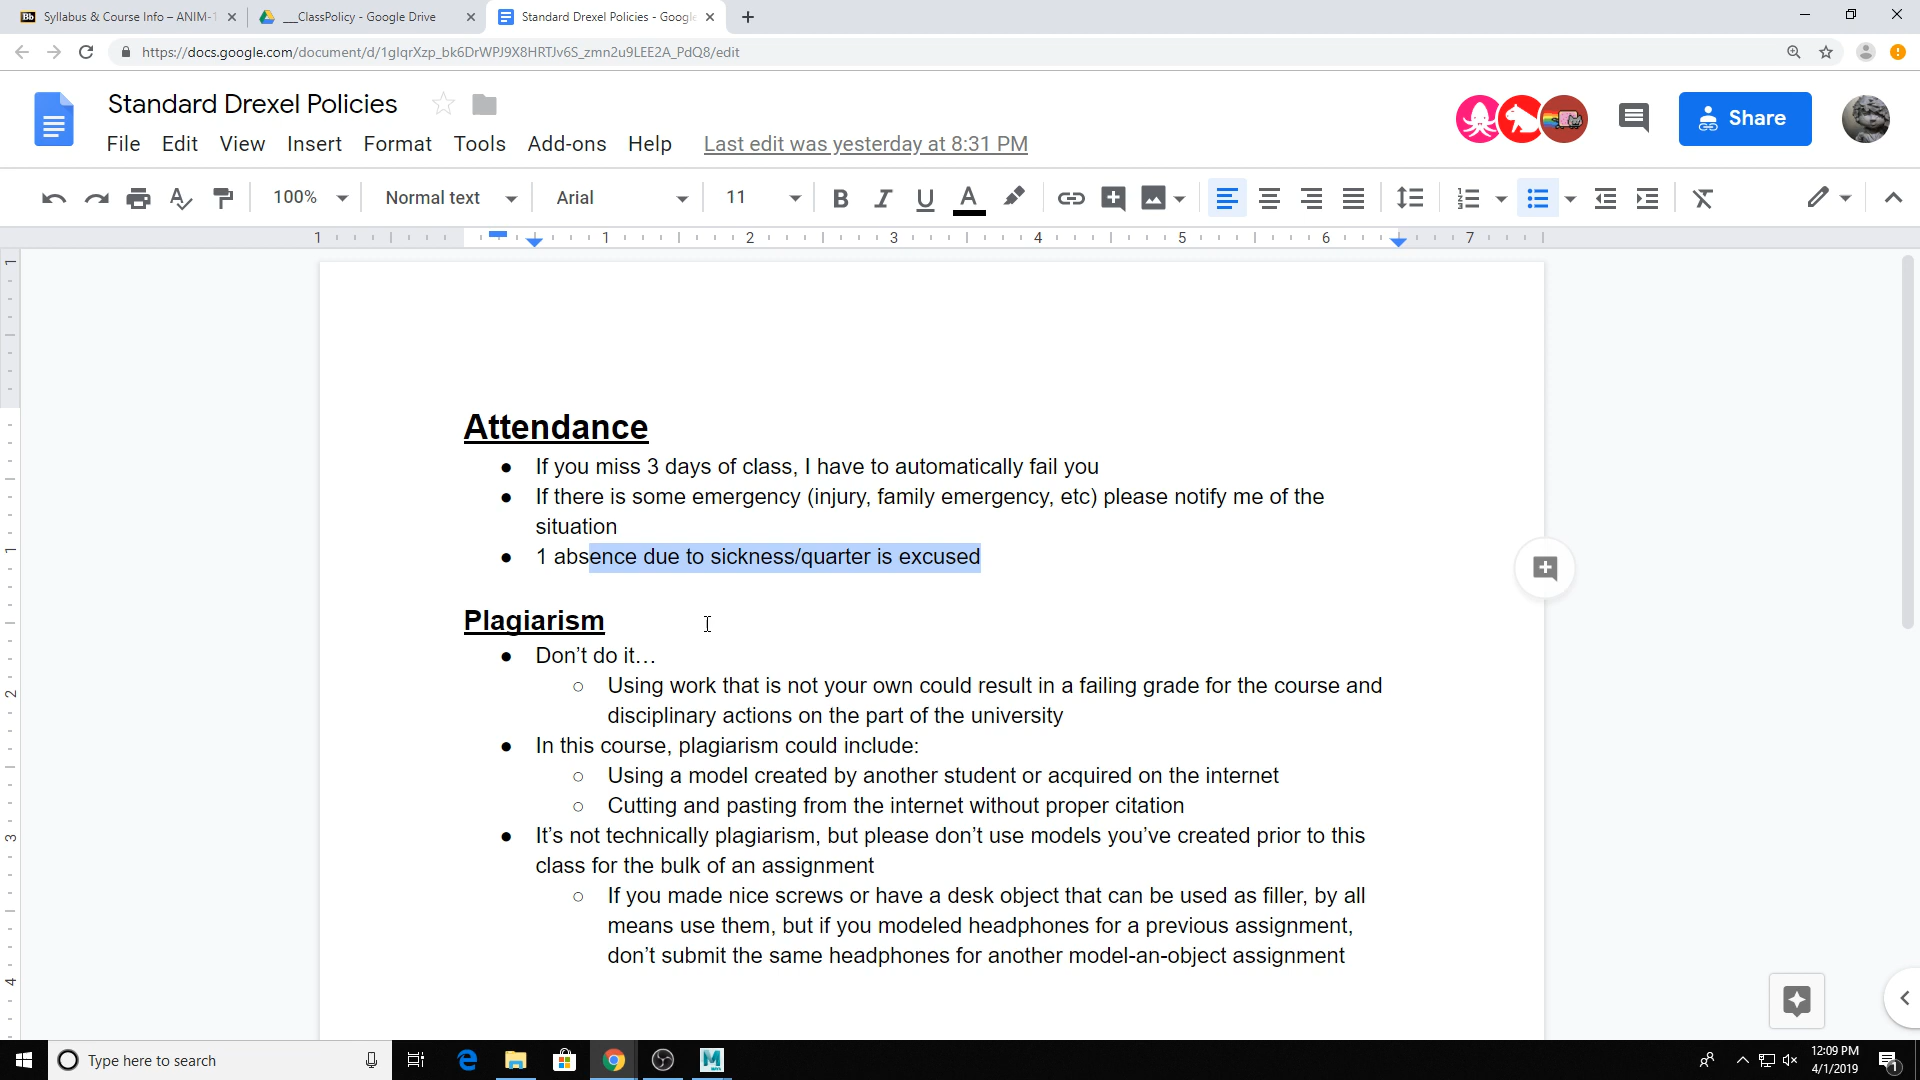 Syllabus & Course Info – ANIM-1
___ClassPolicy - Google Drive
Standard Drexel Policies - Googl
https://docs.google.com/document/d/1glqrXzp_bk6DrWPJ9X8HRTJv6S_zmn2u9LEE2A_PdQ8/edit
Standard Drexel Policies
Share
File Edit View Insert Format Tools Add-ons Help Last edit was yesterday at 8:31 PM
100% Normal text Arial 11
1 1 2 3 4 5 6 7
Attendance
● If you miss 3 days of class, I have to automatically fail you
● If there is some emergency (injury, family emergency, etc) please notify me of the
situation
● 1 absence due to sickness/quarter is excused
Plagiarism
● Don’t do it…
○ Using work that is not your own could result in a failing grade for the course and
disciplinary actions on the part of the university
● In this course, plagiarism could include:
○ Using a model created by another student or acquired on the internet
○ Cutting and pasting from the internet without proper citation
● It’s not technically plagiarism, but please don’t use models you’ve created prior to this
class for the bulk of an assignment
○ If you made nice screws or have a desk object that can be used as filler, by all
means use them, but if you modeled headphones for a previous assignment,
don’t submit the same headphones for another model-an-object assignment
Type here to search
12:09 PM
4/1/2019